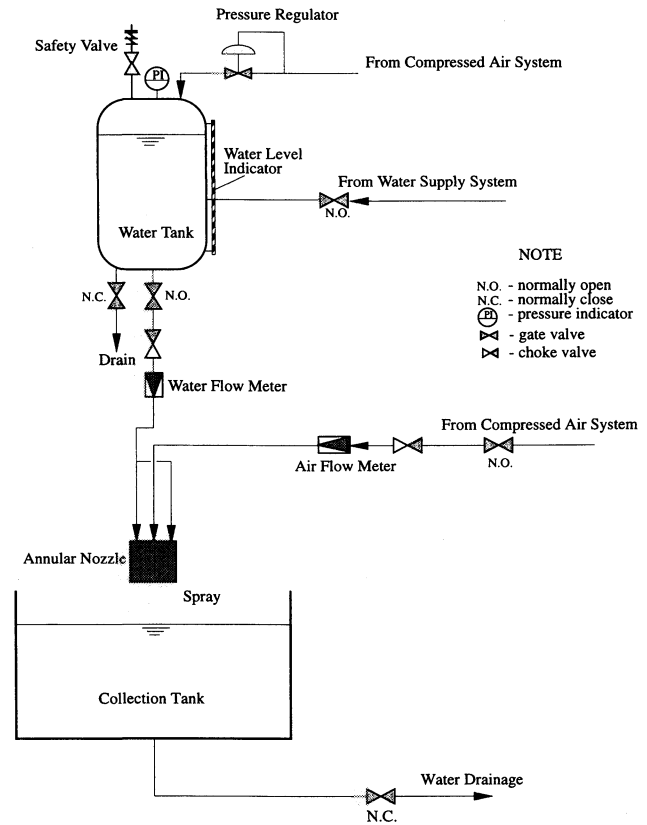 Pressure Regulator
Safety Valve
PI
From Compressed Air System
Water Level
Indicator
From Water Supply System
N.O.
Water Tank
NOTE
N.O. - normally open
N.C. - normally close
PI - pressure indicator
- gate valve
- choke valve
N.C.
N.O.
Drain
Water Flow Meter
From Compressed Air System
Air Flow Meter
N.O.
Annular Nozzle
Spray
Collection Tank
Water Drainage
N.C.